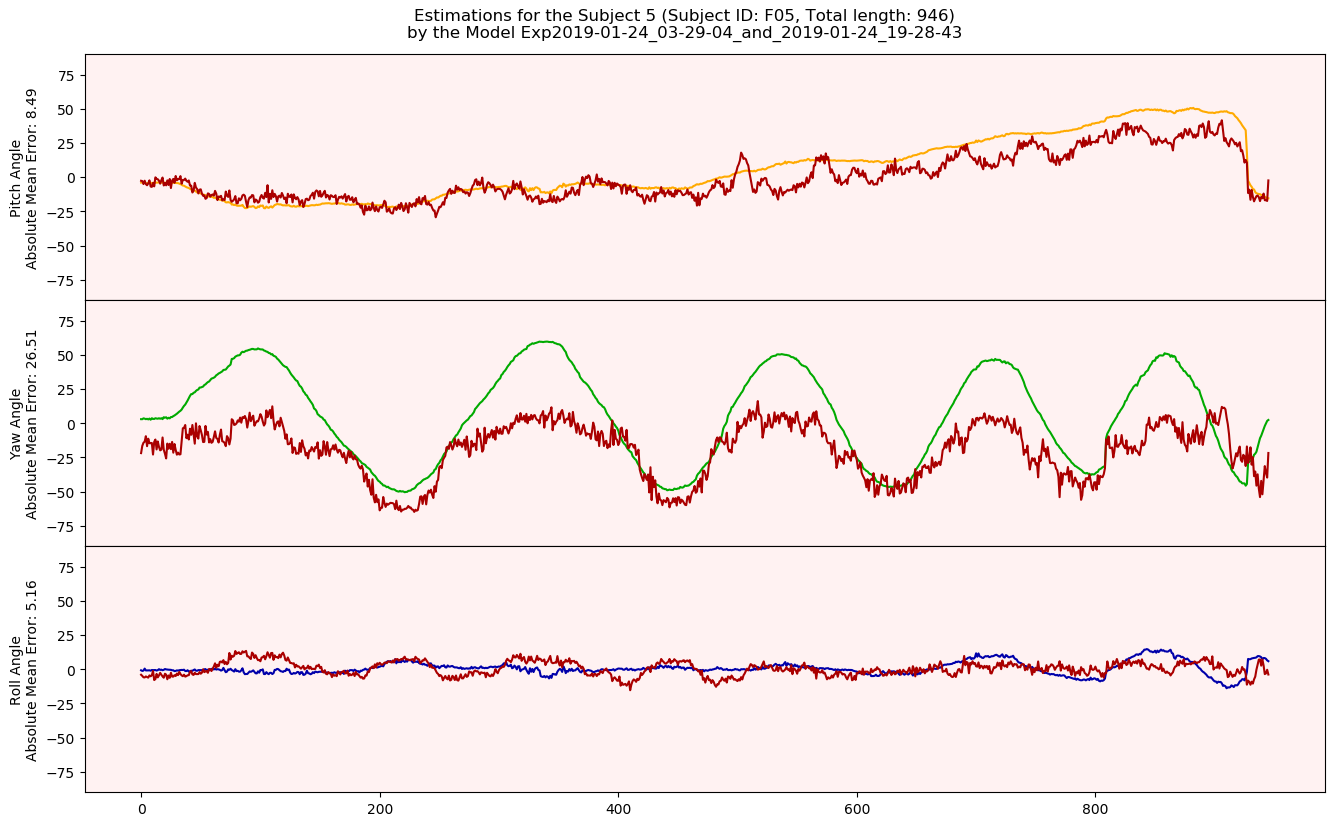 Estimations for the Subject 5 (Subject ID: F05, Total length: 946)
by the Model Exp2019-01-24_03-29-04_and_2019-01-24_19-28-43
Pitch Angle
Absolute Mean Error: 8.49
75
50
25
0
−25
−50
−75
Yaw Angle
Absolute Mean Error: 26.51
75
50
25
0
−25
−50
−75
Roll Angle
Absolute Mean Error: 5.16
75
50
25
0
−25
−50
−75
0 200 400 600 800